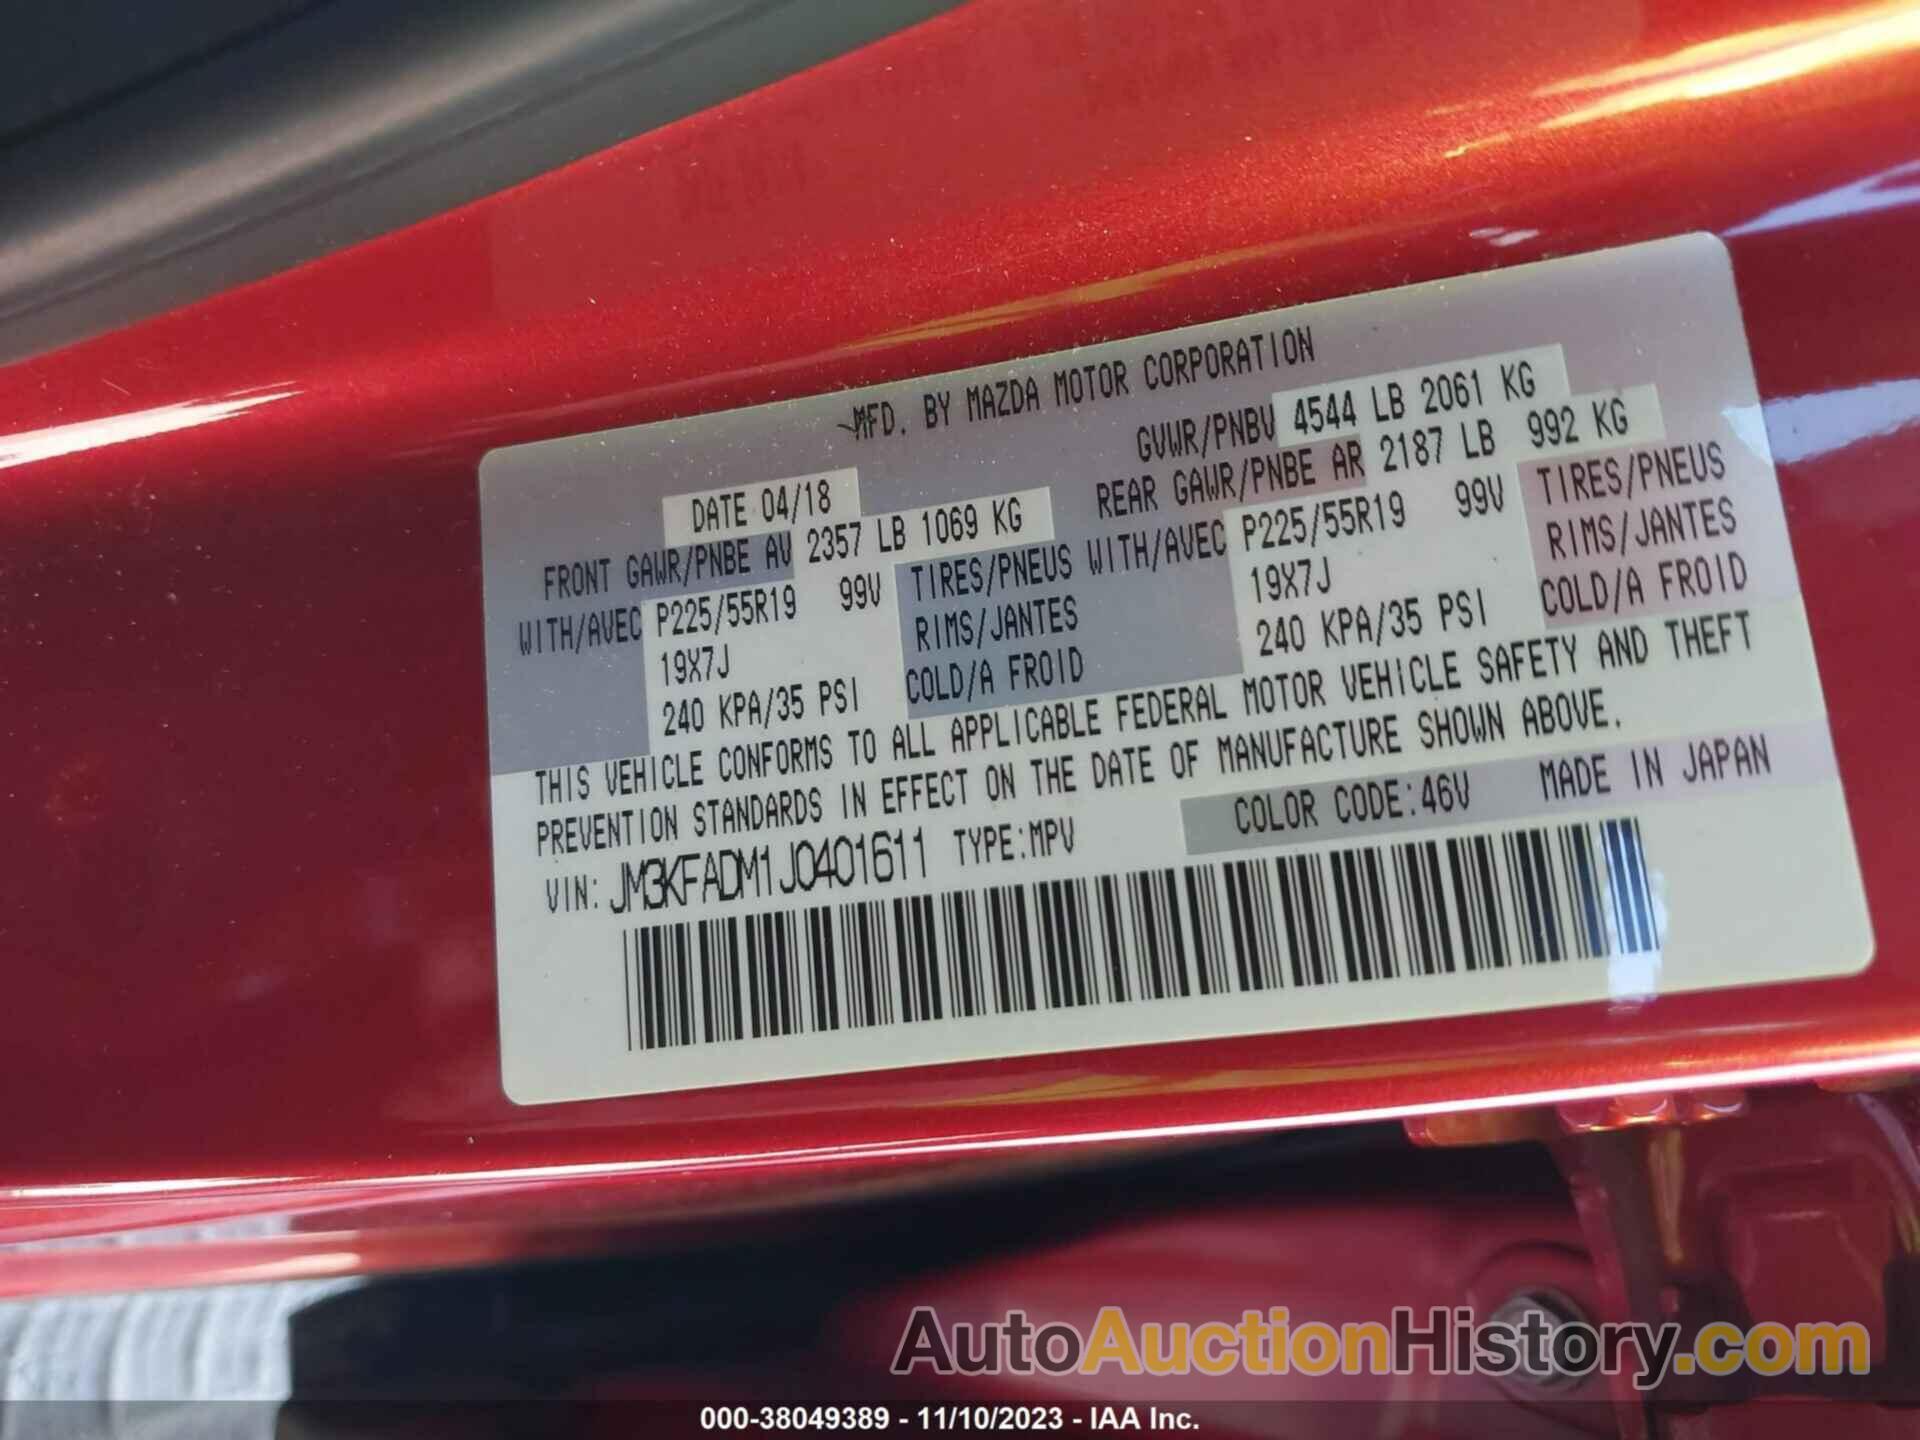 MFD. BY MAZDA MOTOR CORPORATION
DATE 04/18 GVWR/PNBV 4544 LB 2061 KG
FRONT GAWR/PNBE AV 2357 LB 1069 KG REAR GAWR/PNBE AR 2187 LB 992 KG
WITH/AVEC P225/55R19 99V TIRES/PNEUS WITH/AVEC P225/55R19 99V TIRES/PNEUS
19X7J RIMS/JANTES 19X7J RIMS/JANTES
240 KPA/35 PSI COLD/A FROID 240 KPA/35 PSI COLD/A FROID
THIS VEHICLE CONFORMS TO ALL APPLICABLE FEDERAL MOTOR VEHICLE SAFETY AND THEFT
PREVENTION STANDARDS IN EFFECT ON THE DATE OF MANUFACTURE SHOWN ABOVE.
VIN: JM3KFADM1J0401611 TYPE:MPV COLOR CODE:46V MADE IN JAPAN
AutoAuctionHistory.com
000-38049389 - 11/10/2023 - IAA Inc.